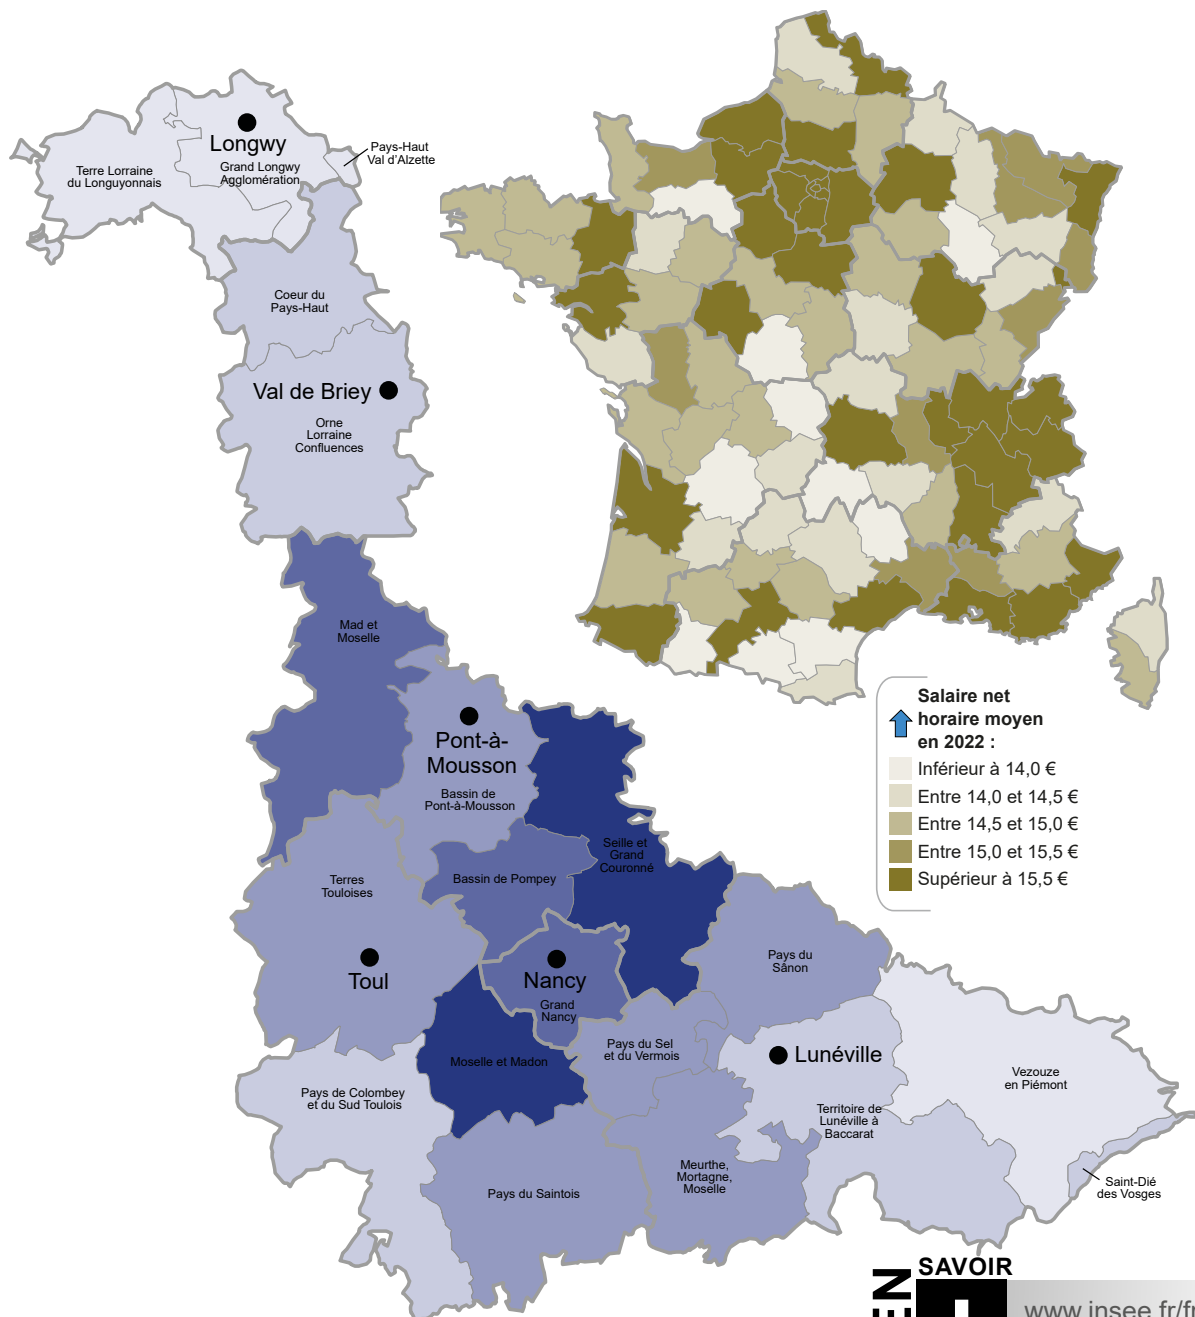 Longwy
Grand Longwy
Agglomération
Pays-Haut
Val d'Alzette
Terre Lorraine
du Longuyonnais
Coeur du
Pays-Haut
Val de Briey
Orne
Lorraine
Confluences
Mad et
Moselle
Pont-à-
Mousson
Bassin de
Pont-à-Mousson
Seille et
Grand
Couronné
Bassin de Pompey
Terres
Touloises
Toul
Nancy
Grand
Nancy
Pays du
Sânon
Pays du Sel
et du Vermois
Lunéville
Moselle et Madon
Vezouze
en Piémont
Pays de Colombey
et du Sud Toulois
Territoire de
Lunéville à
Baccarat
Meurthe,
Mortagne,
Moselle
Pays du Saintois
Saint-Dié
des Vosges
Salaire net
horaire moyen
en 2022 :
Inférieur à 14,0 €
Entre 14,0 et 14,5 €
Entre 14,5 et 15,0 €
Entre 15,0 et 15,5 €
Supérieur à 15,5 €
EN
SAVOIR
www.insee.fr/fr